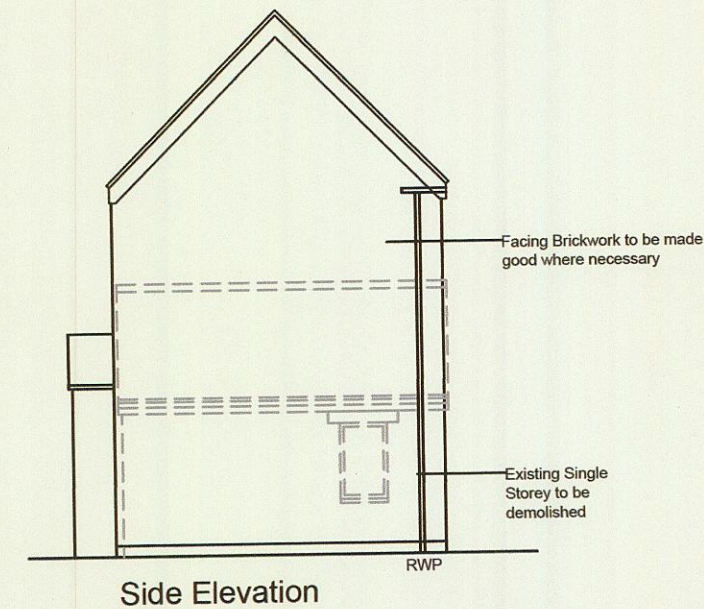 Facing Brickwork to be made
good where necessary
Existing Single
Storey to be
demolished
RWP
Side Elevation